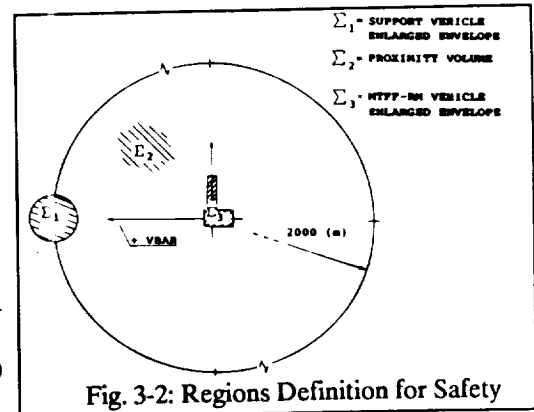 Σ₁- SUPPORT VEHICLE
ENLARGED ENVELOPE
Σ₂- PROXIMITY VOLUME
Σ₃- MTFF-RM VEHICLE
ENLARGED ENVELOPE
Σ₂
Σ₁
Σ₃
+ VBAR
2000 (m)
Fig. 3-2: Regions Definition for Safety